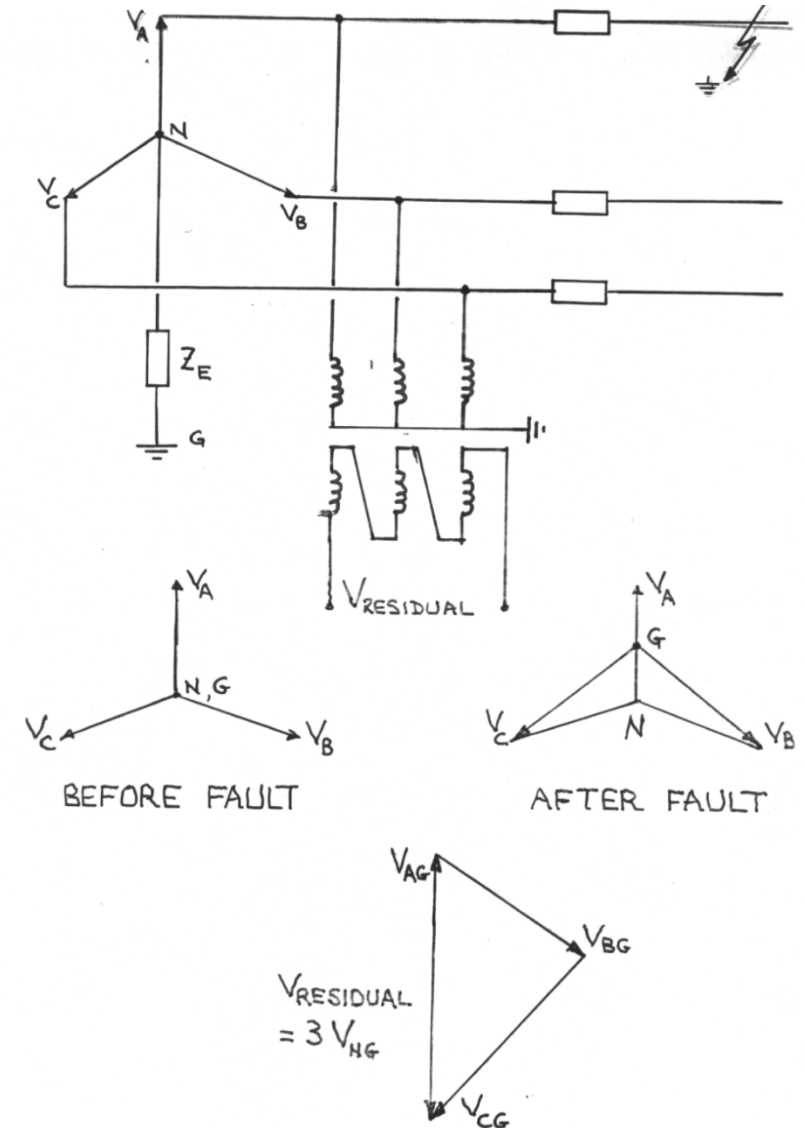 VA
N
VC
VB
ZE
G
VRESIDUAL
VA
N,G
VC
VB
BEFORE FAULT
VA
G
VC
N
VB
AFTER FAULT
VAG
VBG
VRESIDUAL
= 3 VNG
VCG